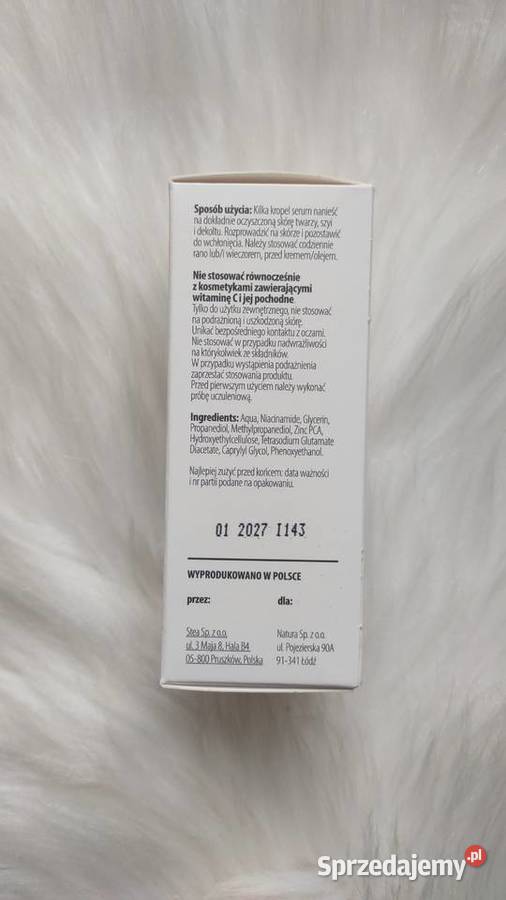 Sposób użycia: Kilka kropel serum nanieść
na dokładnie oczyszczoną skórę twarzy, szyi
i dekoltu. Rozprowadzić na skórze i pozostawić
do wchłonięcia. Należy stosować codziennie
rano lub/i wieczorem, przed kremem/olejem.
Nie stosować równocześnie
z kosmetykami zawierającymi
witaminę C i jej pochodne.
Tylko do użytku zewnętrznego, nie stosować
na podrażnioną i uszkodzoną skórę.
Unikać bezpośredniego kontaktu z oczami.
Nie stosować w przypadku nadwrażliwości
na którykolwiek ze składników.
W przypadku wystąpienia podrażnienia
zaprzestać stosowania produktu.
Przed pierwszym użyciem należy wykonać
próbę uczuleniową.
Ingredients: Aqua, Niacinamide, Glycerin,
Propanediol, Methylpropanediol, Zinc PCA,
Hydroxyethylcellulose, Tetrasodium Glutamate
Diacetate, Caprylyl Glycol, Phenoxyethanol.
Najlepiej zużyć przed końcem: data ważności
i nr partii podane na opakowaniu.
01 2027 I143
WYPRODUKOWANO W POLSCE
przez: dla:
Stea Sp. z o.o. Natura Sp. z o.o.
ul. 3 Maja 8, Hala B4 ul. Pojezierska 90A
05-800 Pruszków, Polska 91-341 Łódź
Sprzedajemy.pl